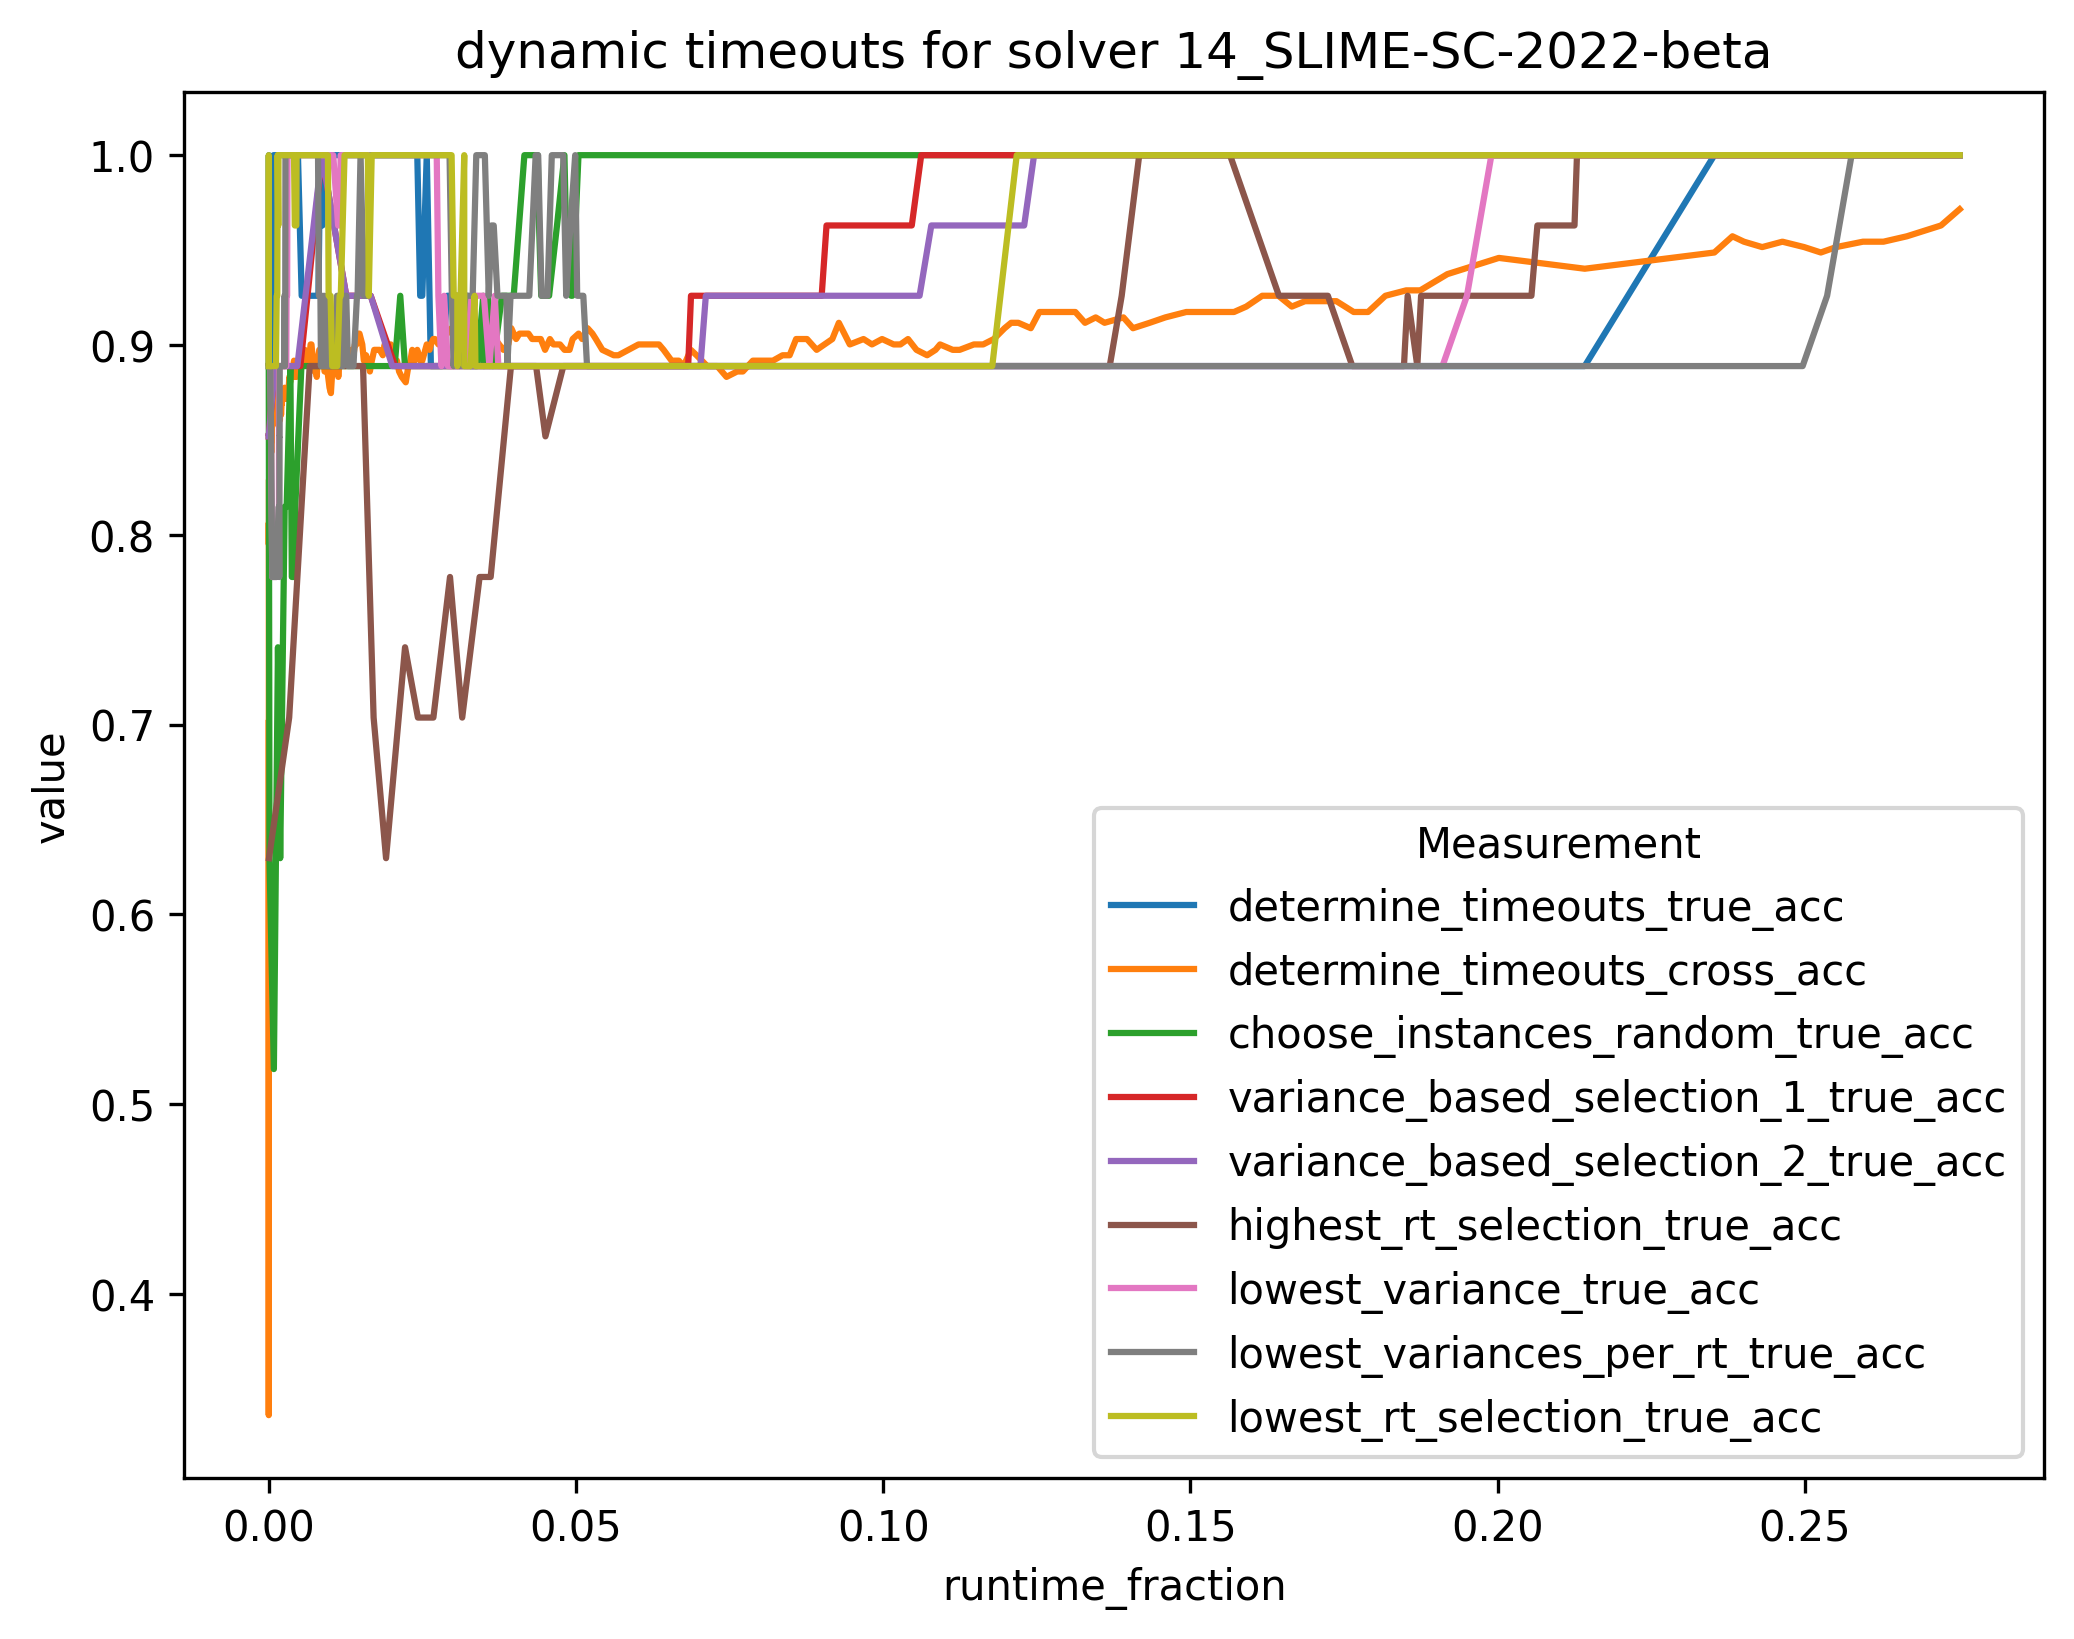 dynamic timeouts for solver 14_SLIME-SC-2022-beta
1.0
0.9
0.8
0.7
0.6
0.5
0.4
value
Measurement
determine_timeouts_true_acc
determine_timeouts_cross_acc
choose_instances_random_true_acc
variance_based_selection_1_true_acc
variance_based_selection_2_true_acc
highest_rt_selection_true_acc
lowest_variance_true_acc
lowest_variances_per_rt_true_acc
lowest_rt_selection_true_acc
0.00 0.05 0.10 0.15 0.20 0.25
runtime_fraction